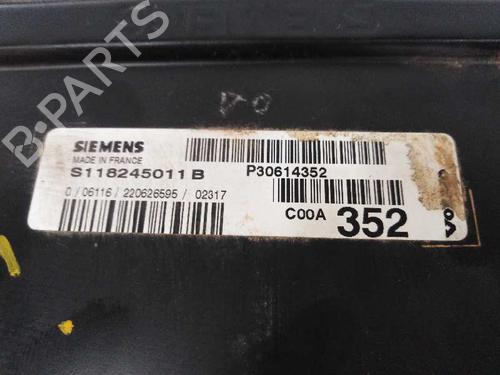 B-PARTS
SIEMENS
MADE IN FRANCE
S118245011 B
P30614352
0 / 06116 / 220626595 / 02317
C00A 352